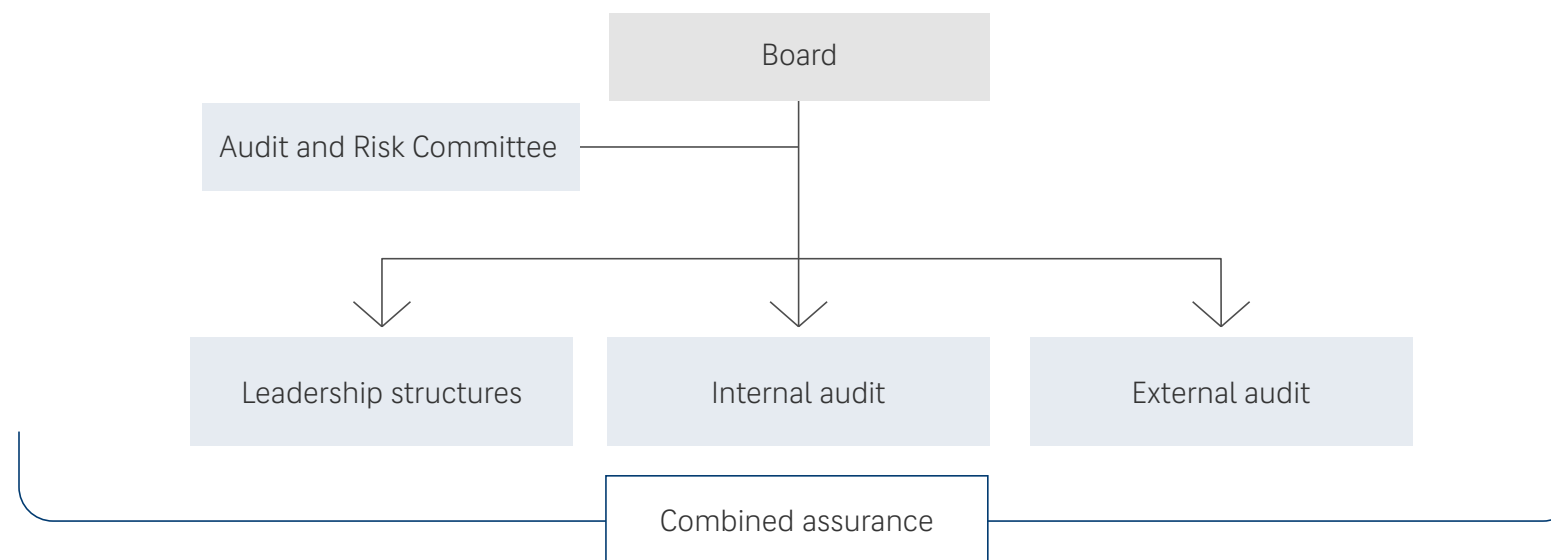 Board
Audit and Risk Committee
Leadership structures
Internal audit
External audit
Combined assurance